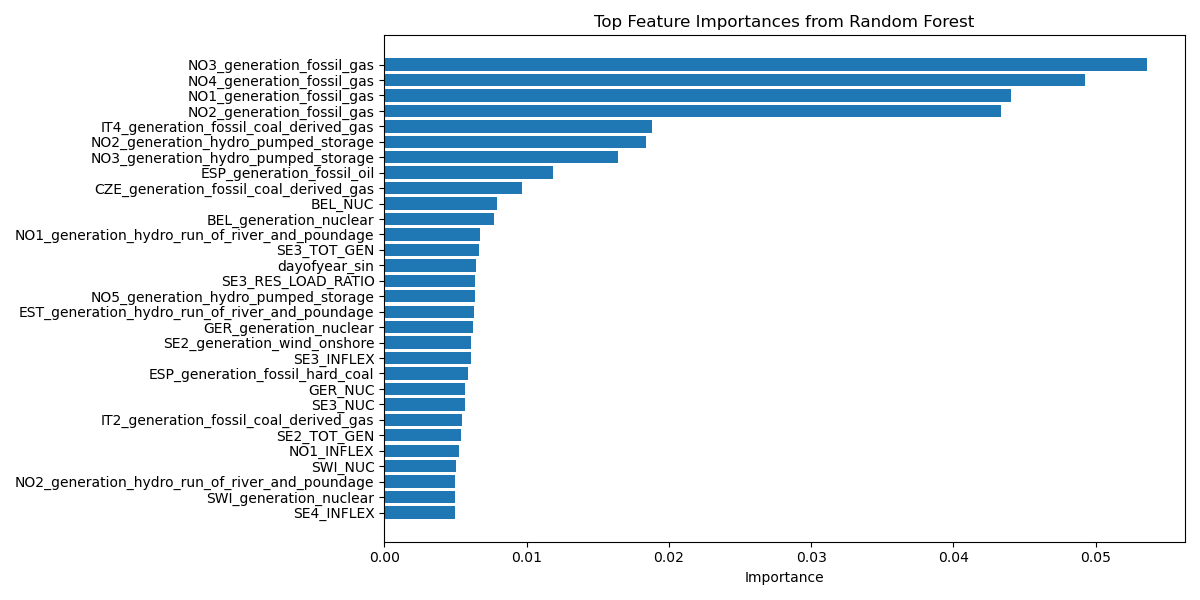 Top Feature Importances from Random Forest
NO3_generation_fossil_gas
NO4_generation_fossil_gas
NO1_generation_fossil_gas
NO2_generation_fossil_gas
IT4_generation_fossil_coal_derived_gas
NO2_generation_hydro_pumped_storage
NO3_generation_hydro_pumped_storage
ESP_generation_fossil_oil
CZE_generation_fossil_coal_derived_gas
BEL_NUC
BEL_generation_nuclear
NO1_generation_hydro_run_of_river_and_poundage
SE3_TOT_GEN
dayofyear_sin
SE3_RES_LOAD_RATIO
NO5_generation_hydro_pumped_storage
EST_generation_hydro_run_of_river_and_poundage
GER_generation_nuclear
SE2_generation_wind_onshore
SE3_INFLEX
ESP_generation_fossil_hard_coal
GER_NUC
SE3_NUC
IT2_generation_fossil_coal_derived_gas
SE2_TOT_GEN
NO1_INFLEX
SWI_NUC
NO2_generation_hydro_run_of_river_and_poundage
SWI_generation_nuclear
SE4_INFLEX
0.00 0.01 0.02 0.03 0.04 0.05
Importance